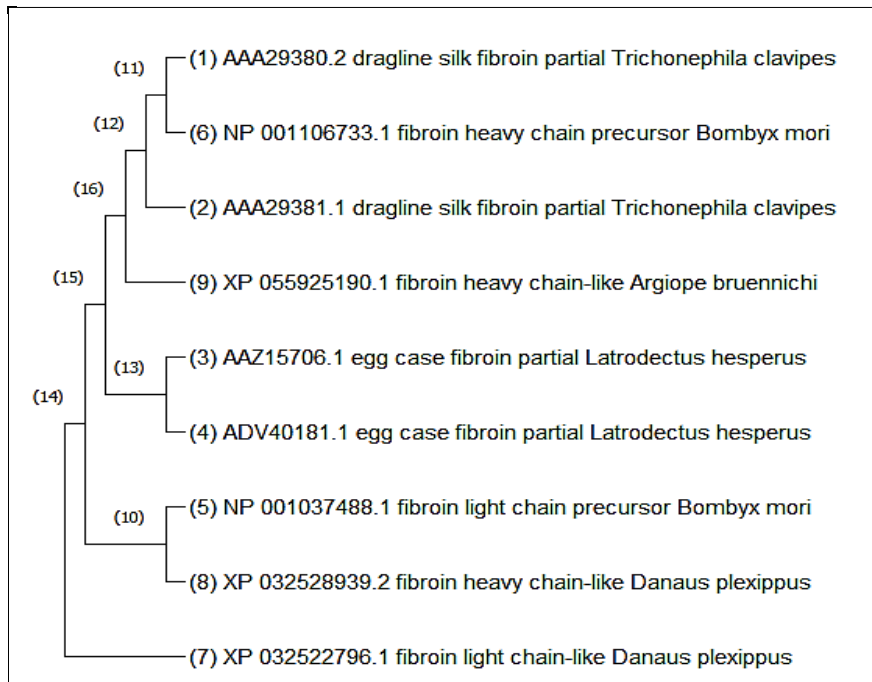 (11)
(1) AAA29380.2 dragline silk fibroin partial Trichonephila clavipes
(12)
(6) NP 001106733.1 fibroin heavy chain precursor Bombyx mori
(16)
(2) AAA29381.1 dragline silk fibroin partial Trichonephila clavipes
(15)
(9) XP 055925190.1 fibroin heavy chain-like Argiope bruennichi
(13)
(3) AAZ15706.1 egg case fibroin partial Latrodectus hesperus
(14)
(4) ADV40181.1 egg case fibroin partial Latrodectus hesperus
(10)
(5) NP 001037488.1 fibroin light chain precursor Bombyx mori
(8) XP 032528939.2 fibroin heavy chain-like Danaus plexippus
(7) XP 032522796.1 fibroin light chain-like Danaus plexippus